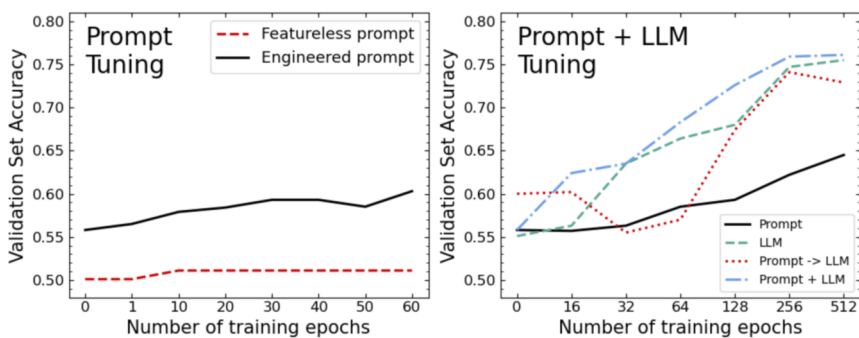 Prompt
Tuning
Featureless prompt
Engineered prompt
Validation Set Accuracy
0.80
0.75
0.70
0.65
0.60
0.55
0.50
0 1 10 20 30 40 50 60
Number of training epochs
Prompt + LLM
Tuning
Validation Set Accuracy
0.80
0.75
0.70
0.65
0.60
0.55
0.50
Prompt
LLM
Prompt -> LLM
Prompt + LLM
0 16 32 64 128 256 512
Number of training epochs